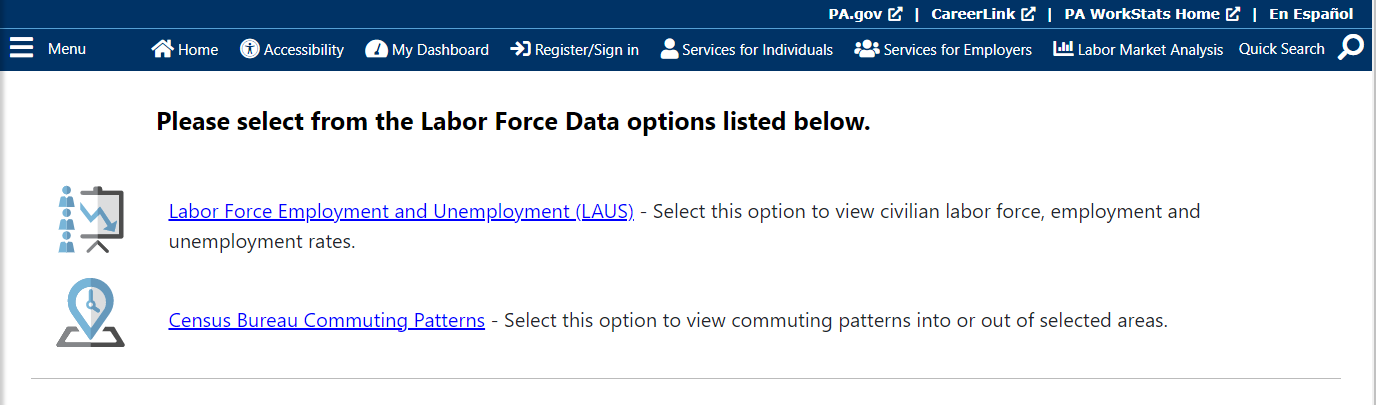 PA.gov | CareerLink | PA WorkStats Home | En Español
Menu Home Accessibility My Dashboard Register/Sign in Services for Individuals Services for Employers Labor Market Analysis Quick Search
Please select from the Labor Force Data options listed below.
Labor Force Employment and Unemployment (LAUS) - Select this option to view civilian labor force, employment and
unemployment rates.
Census Bureau Commuting Patterns - Select this option to view commuting patterns into or out of selected areas.